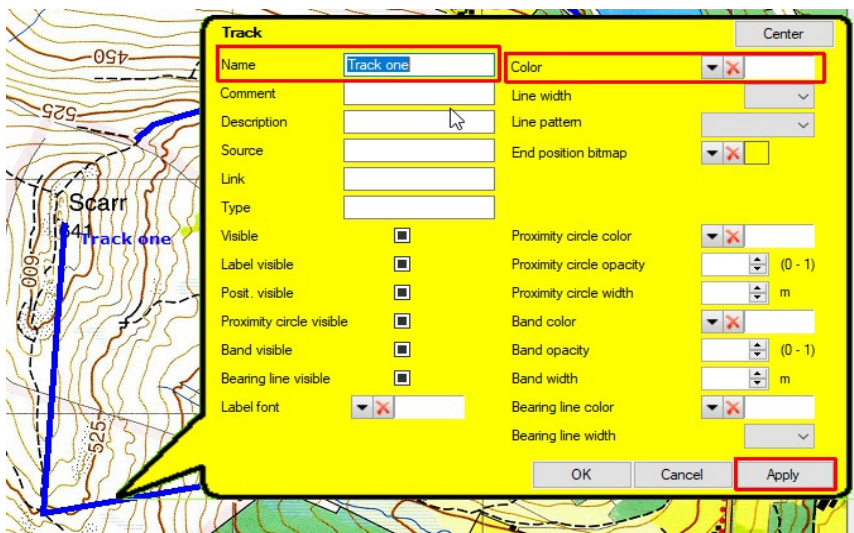 Track
Center
Name Track one
Color
Comment
Line width
Description
Line pattern
Source
End position bitmap
Link
Type
Visible
Proximity circle color
Label visible
Proximity circle opacity (0 - 1)
Posit. visible
Proximity circle width m
Proximity circle visible
Band color
Band visible
Band opacity (0 - 1)
Bearing line visible
Band width m
Label font
Bearing line color
Bearing line width
OK Cancel Apply
450
525
Scarr
641
Track one
600
525